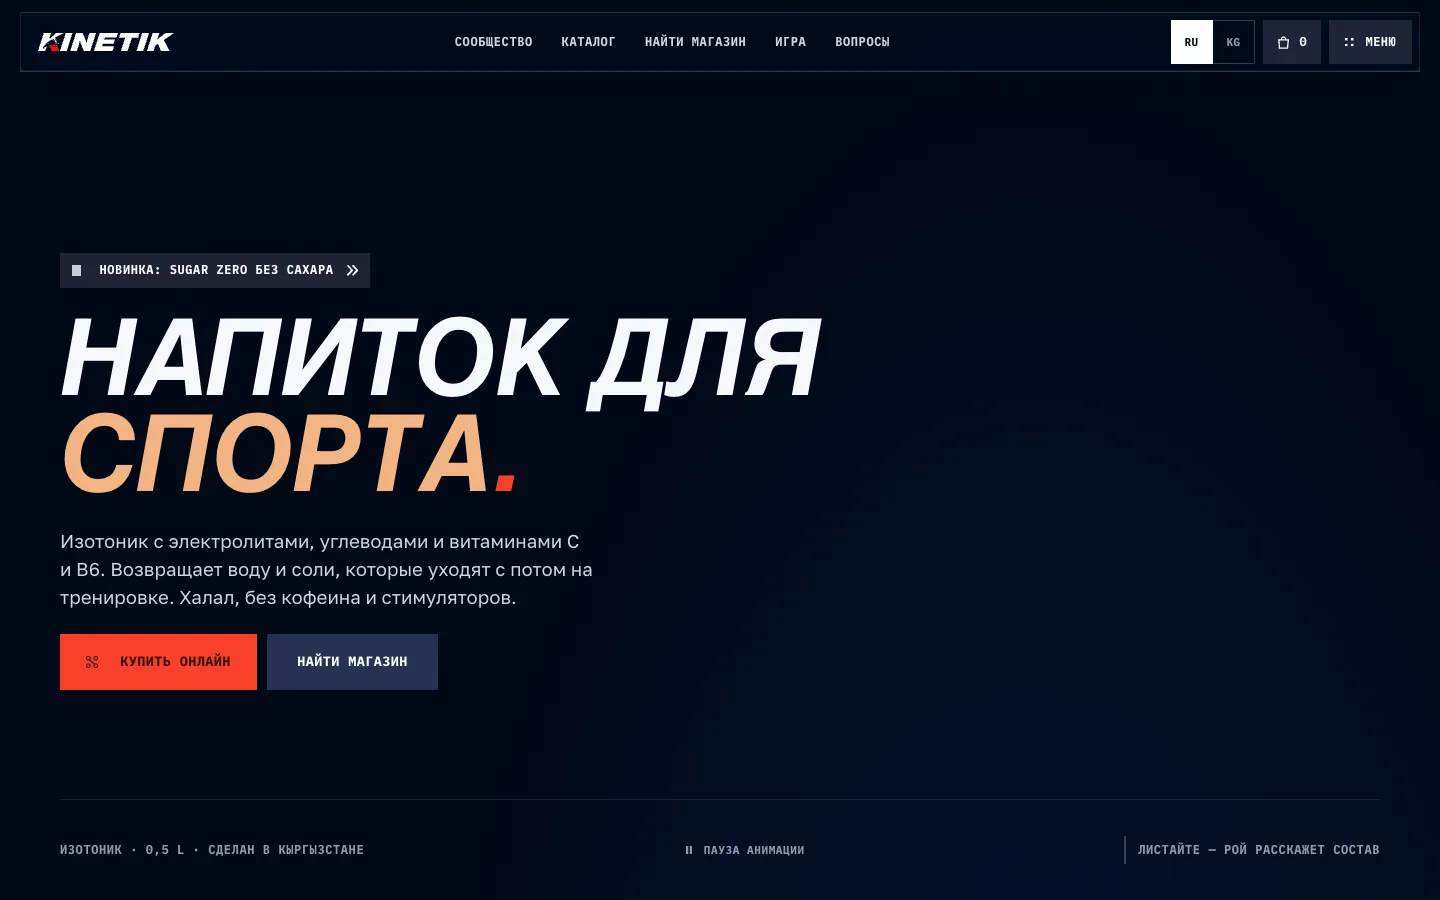 KINETIK
СООБЩЕСТВО
КАТАЛОГ
НАЙТИ МАГАЗИН
ИГРА
ВОПРОСЫ
RU
KG
0
МЕНЮ
НОВИНКА: SUGAR ZERO БЕЗ САХАРА
НАПИТОК ДЛЯ
СПОРТА.
Изотоник с электролитами, углеводами и витаминами С
и В6. Возвращает воду и соли, которые уходят с потом на
тренировке. Халал, без кофеина и стимуляторов.
КУПИТЬ ОНЛАЙН
НАЙТИ МАГАЗИН
ИЗОТОНИК · 0,5 L · СДЕЛАН В КЫРГЫЗСТАНЕ
ПАУЗА АНИМАЦИИ
ЛИСТАЙТЕ — РОЙ РАССКАЖЕТ СОСТАВ